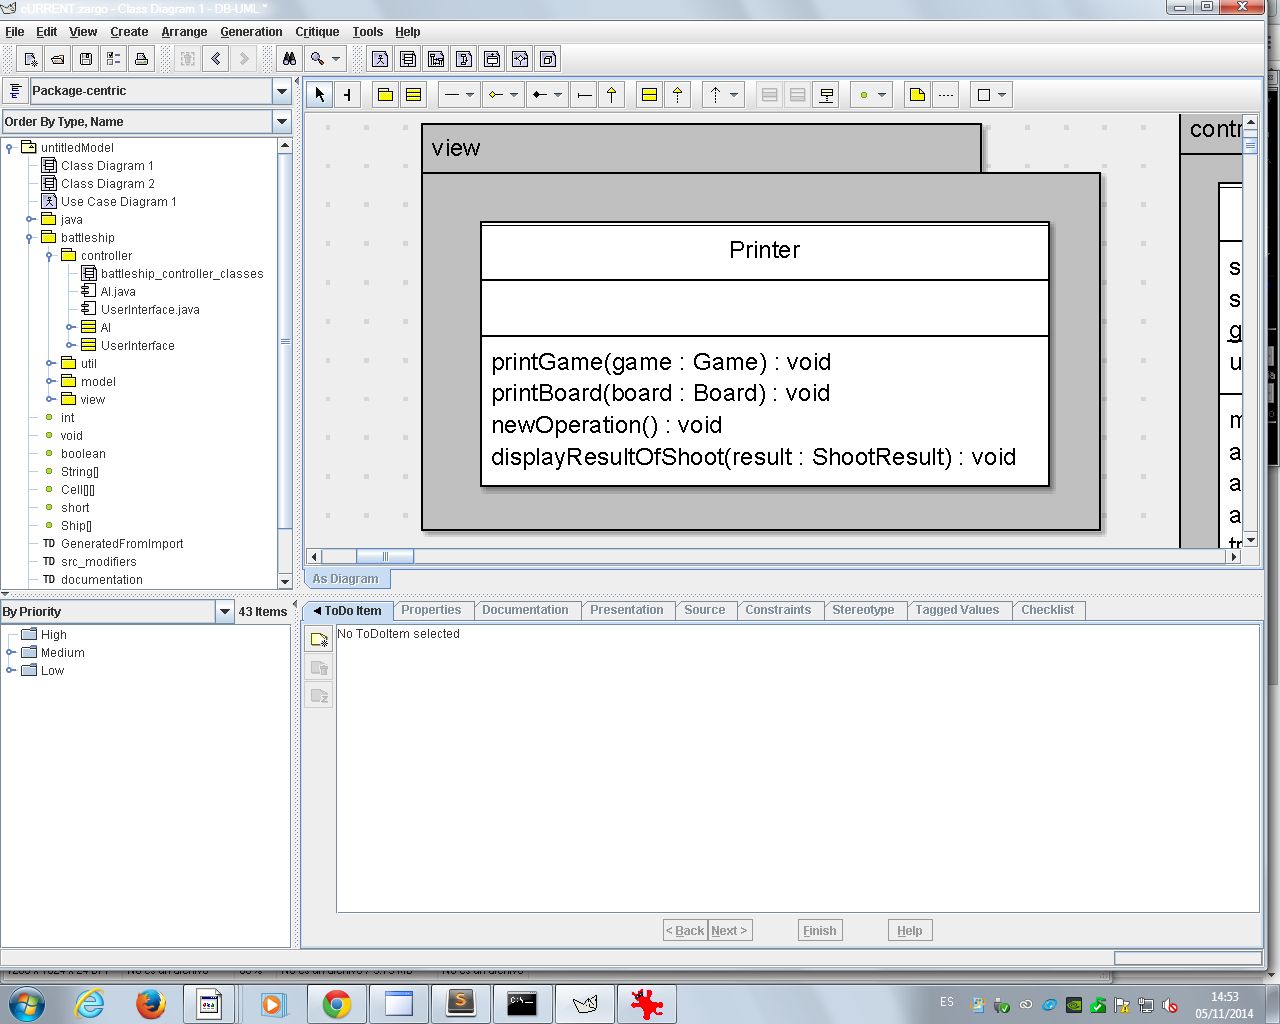 cURRENT.zargo - Class Diagram 1 - DB-UML *
File Edit View Create Arrange Generation Critique Tools Help
Package-centric
Order By Type, Name
untitledModel
Class Diagram 1
Class Diagram 2
Use Case Diagram 1
java
battleship
controller
battleship_controller_classes
AI.java
UserInterface.java
AI
UserInterface
util
model
view
int
void
boolean
String[]
Cell[][]
short
Ship[]
TD GeneratedFromImport
TD src_modifiers
TD documentation
view
Printer
printGame(game : Game) : void
printBoard(board : Board) : void
newOperation() : void
displayResultOfShoot(result : ShootResult) : void
contr
s
s
g
u
m
a
a
a
tr
As Diagram
By Priority 43 Items
High
Medium
Low
ToDo Item Properties Documentation Presentation Source Constraints Stereotype Tagged Values Checklist
No ToDoItem selected
< Back Next > Finish Help
ES
14:53
05/11/2014